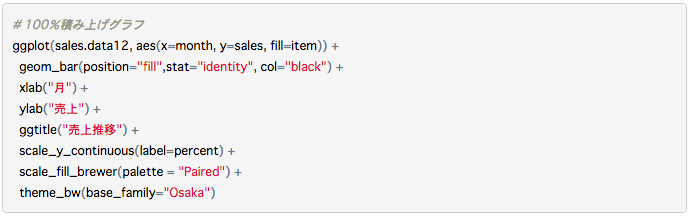 # 100%積み上げグラフ
ggplot(sales.data12, aes(x=month, y=sales, fill=item)) +
geom_bar(position="fill",stat="identity", col="black") +
xlab("月") +
ylab("売上") +
ggtitle("売上推移") +
scale_y_continuous(label=percent) +
scale_fill_brewer(palette = "Paired") +
theme_bw(base_family="Osaka")